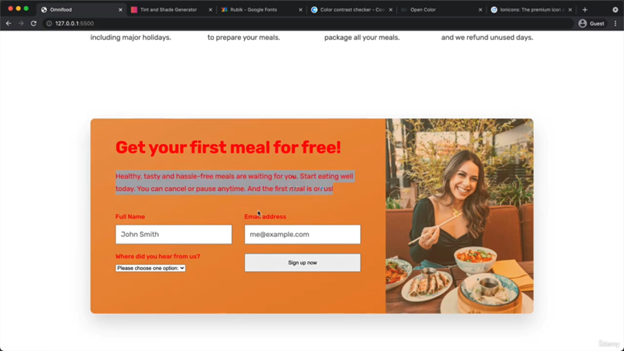 Omnifood
Tint and Shade Generator
Rubik - Google Fonts
Color contrast checker - Co
Open Color
Ionicons: The premium icon
127.0.0.1:5500
Guest
including major holidays.
to prepare your meals.
package all your meals.
and we refund unused days.
Get your first meal for free!
Healthy, tasty and hassle-free meals are waiting for you. Start eating well
today. You can cancel or pause anytime. And the first meal is on us!
Full Name
Email address
John Smith
me@example.com
Where did you hear from us?
Please choose one option:
Sign up now
Udemy